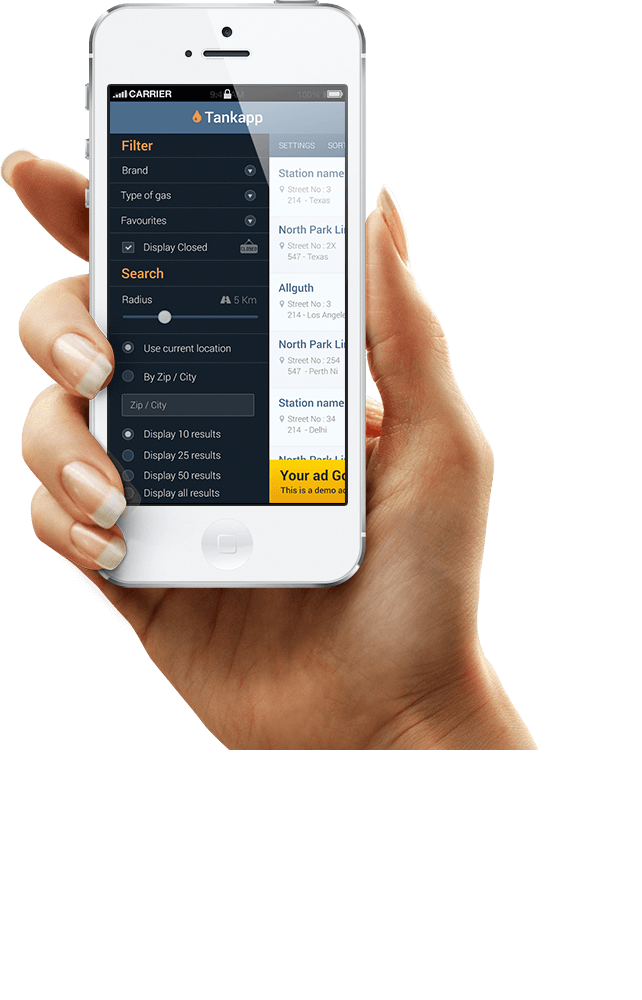 CARRIER 9:4 100%
Tankapp
Filter
Brand
Type of gas
Favourites
Display Closed
CLOSED
Search
Radius 5 Km
Use current location
By Zip / City
Zip / City
Display 10 results
Display 25 results
Display 50 results
Display all results
SETTINGS SORT
Station name
Street No : 3
214 - Texas
North Park Li
Street No : 2X
547 - Texas
Allguth
Street No : 3
214 - Los Angele
North Park Li
Street No : 254
547 - Perth Ni
Station name
Street No : 34
214 - Delhi
North Park Li
Your ad Go
This is a demo ad